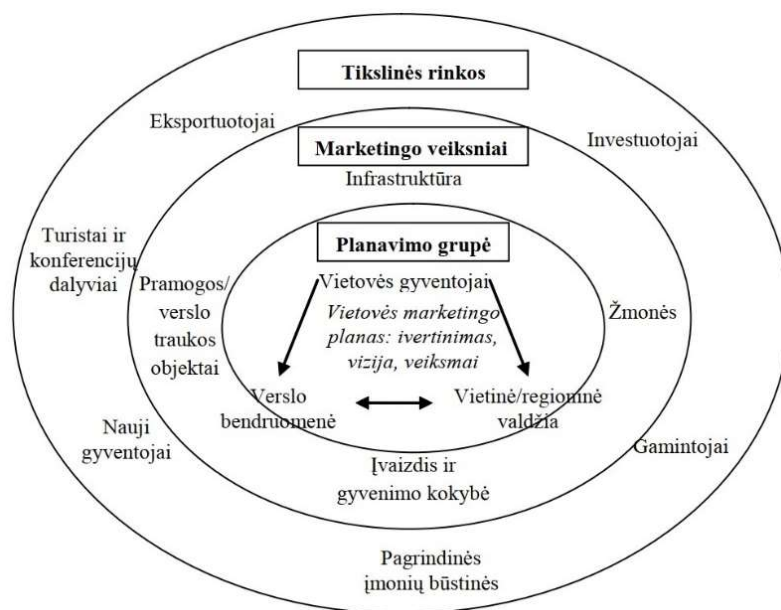 Tikslinės rinkos
Eksportuotojai
Investuotojai
Marketingo veiksniai
Infrastruktūra
Turistai ir
konferencijų
dalyviai
Planavimo grupė
Vietovės gyventojai
Pramogos/
verslo
traukos
objektai
Vietovės marketingo
planas: ivertinimas,
vizija, veiksmai
Žmonės
Verslo
bendruomenė
Vietinė/regioninė
valdžia
Nauji
gyventojai
Gamintojai
Įvaizdis ir
gyvenimo kokybė
Pagrindinės
įmonių būstinės